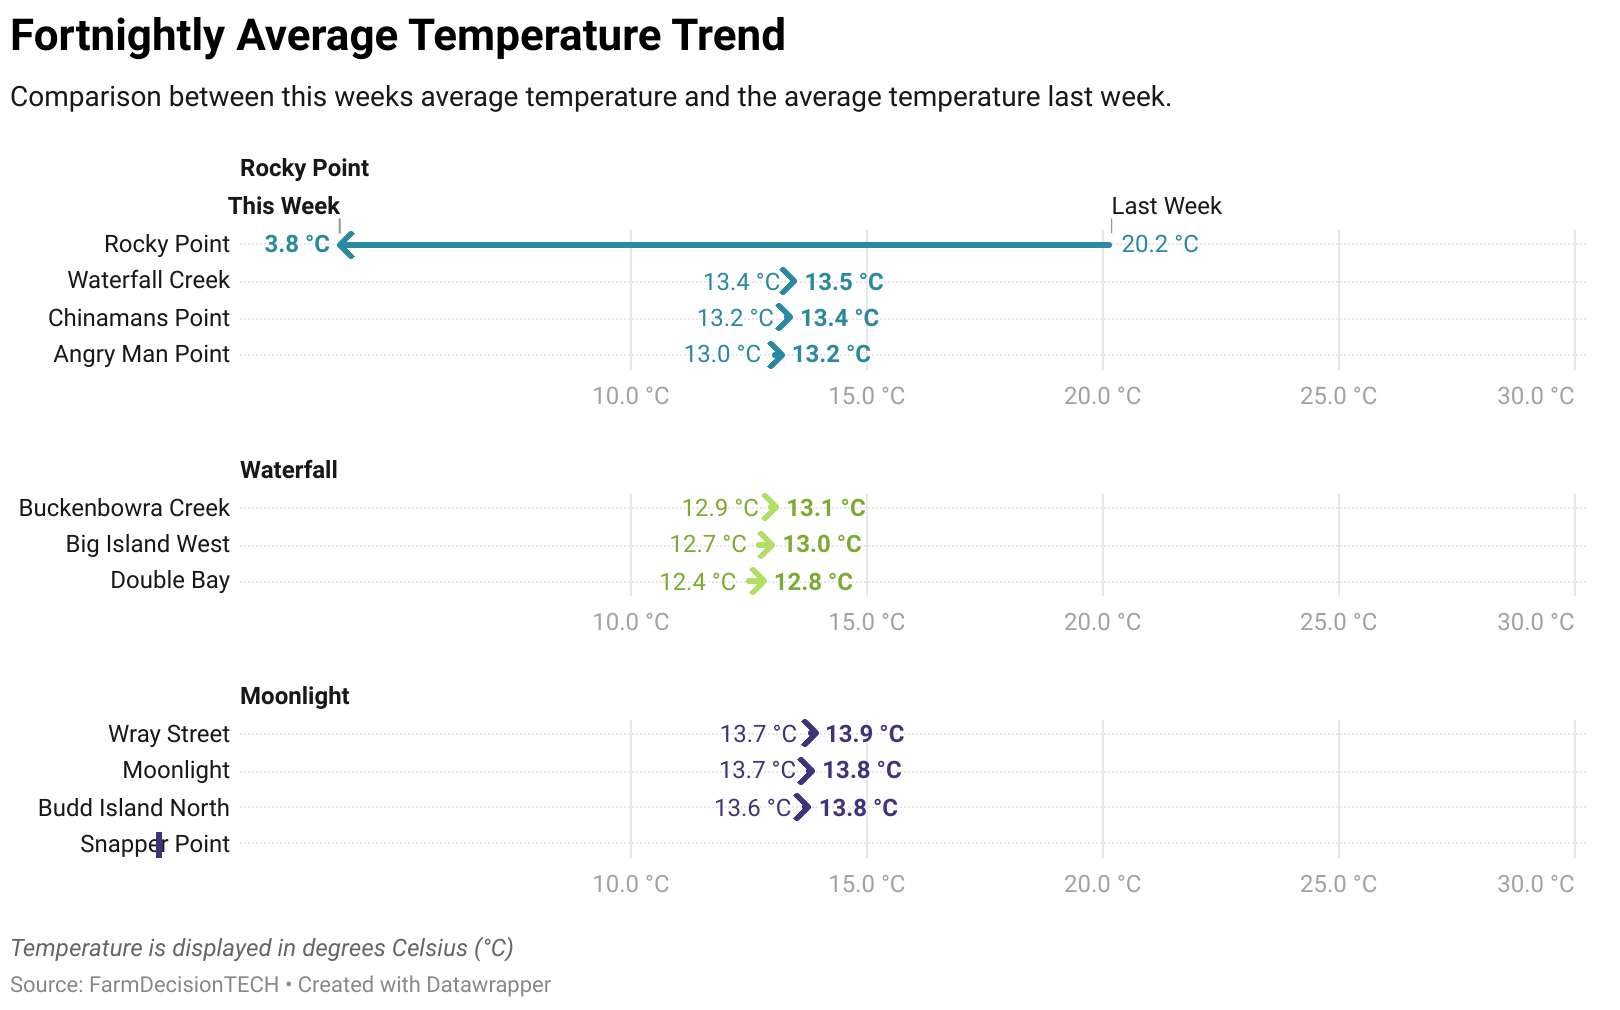 Fortnightly Average Temperature Trend
Comparison between this weeks average temperature and the average temperature last week.
Rocky Point
This Week Last Week
Rocky Point 3.8 °C 20.2 °C
Waterfall Creek 13.4 °C 13.5 °C
Chinamans Point 13.2 °C 13.4 °C
Angry Man Point 13.0 °C 13.2 °C
10.0 °C 15.0 °C 20.0 °C 25.0 °C 30.0 °C
Waterfall
Buckenbowra Creek 12.9 °C 13.1 °C
Big Island West 12.7 °C 13.0 °C
Double Bay 12.4 °C 12.8 °C
10.0 °C 15.0 °C 20.0 °C 25.0 °C 30.0 °C
Moonlight
Wray Street 13.7 °C 13.9 °C
Moonlight 13.7 °C 13.8 °C
Budd Island North 13.6 °C 13.8 °C
Snapper Point
10.0 °C 15.0 °C 20.0 °C 25.0 °C 30.0 °C
Temperature is displayed in degrees Celsius (°C)
Source: FarmDecisionTECH • Created with Datawrapper